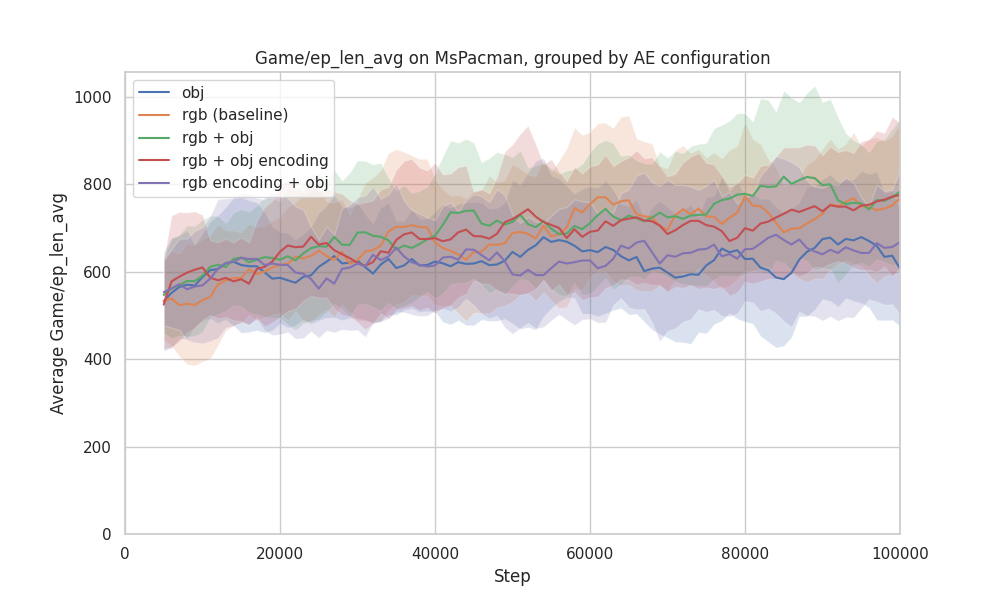 Game/ep_len_avg on MsPacman, grouped by AE configuration
1000
800
600
400
200
0
Average Game/ep_len_avg
obj
rgb (baseline)
rgb + obj
rgb + obj encoding
rgb encoding + obj
0
20000
40000
60000
80000
100000
Step